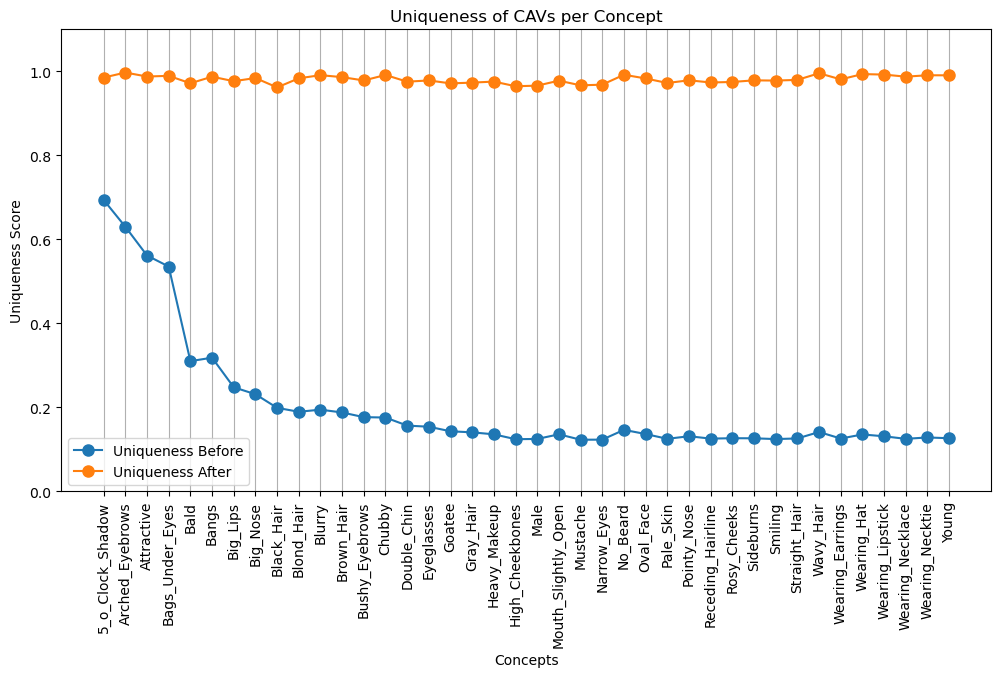 Uniqueness of CAVs per Concept
Uniqueness Score
1.0
0.8
0.6
0.4
0.2
0.0
Uniqueness Before
Uniqueness After
5_o_Clock_Shadow
Arched_Eyebrows
Attractive
Bags_Under_Eyes
Bald
Bangs
Big_Lips
Big_Nose
Black_Hair
Blond_Hair
Blurry
Brown_Hair
Bushy_Eyebrows
Chubby
Double_Chin
Eyeglasses
Goatee
Gray_Hair
Heavy_Makeup
High_Cheekbones
Male
Mouth_Slightly_Open
Mustache
Narrow_Eyes
No_Beard
Oval_Face
Pale_Skin
Pointy_Nose
Receding_Hairline
Rosy_Cheeks
Sideburns
Smiling
Straight_Hair
Wavy_Hair
Wearing_Earrings
Wearing_Hat
Wearing_Lipstick
Wearing_Necklace
Wearing_Necktie
Young
Concepts